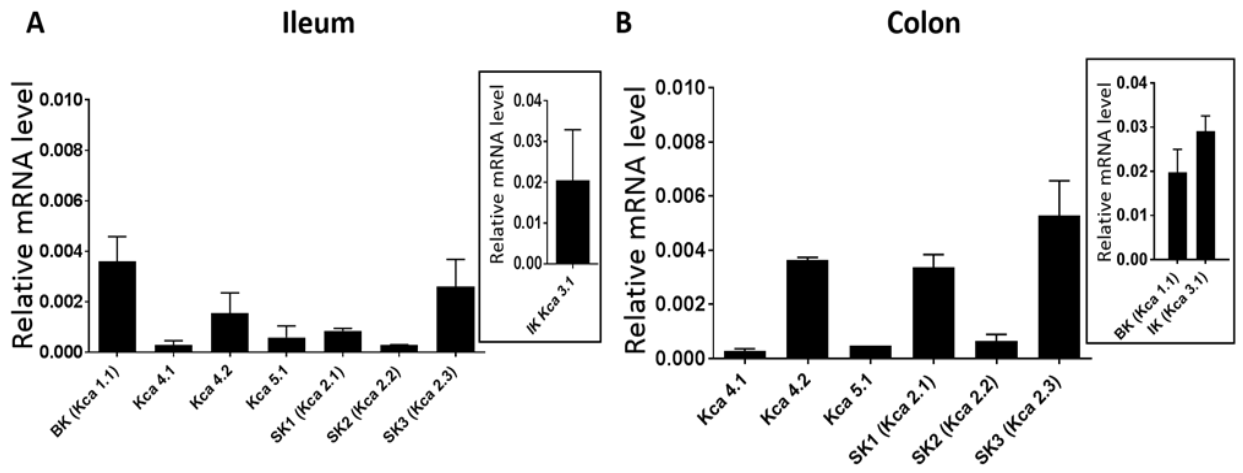 A
Ileum
Relative mRNA level
0.010
0.008
0.006
0.004
0.002
0.000
BK (Kca 1.1)
Kca 4.1
Kca 4.2
Kca 5.1
SK1 (Kca 2.1)
SK2 (Kca 2.2)
SK3 (Kca 2.3)
Relative mRNA level
0.04
0.03
0.02
0.01
0.00
IK Kca 3.1
B
Colon
Relative mRNA level
0.010
0.008
0.006
0.004
0.002
0.000
Kca 4.1
Kca 4.2
Kca 5.1
SK1 (Kca 2.1)
SK2 (Kca 2.2)
SK3 (Kca 2.3)
Relative mRNA level
0.04
0.03
0.02
0.01
0.00
BK (Kca 1.1)
IK (Kca 3.1)